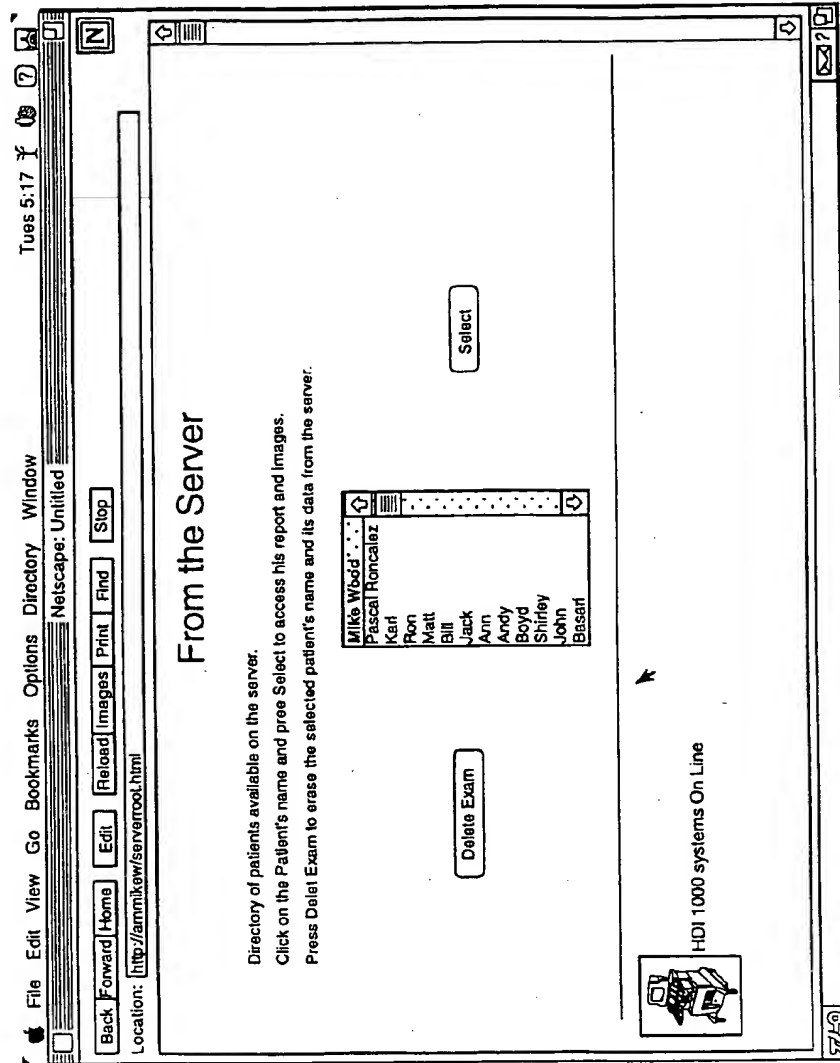 File Edit View Go Bookmarks Options Directory Window Tues 5:17 ?
Netscape: Untitled
Back Forward Home Edit Reload Images Print Find Stop N
Location: http://arnmikew/serverroot.html
From the Server
Directory of patients available on the server.
Click on the Patient's name and pree Select to access his report and images.
Press Delet Exam to erase the selected patient's name and its data from the server.
Mike Wood
Pascal Roncalez
Karl
Ron
Matt
Bill
Jack
Ann
Andy
Boyd
Shirley
John
Basari
Delete Exam
Select
HDI 1000 systems On Line
?